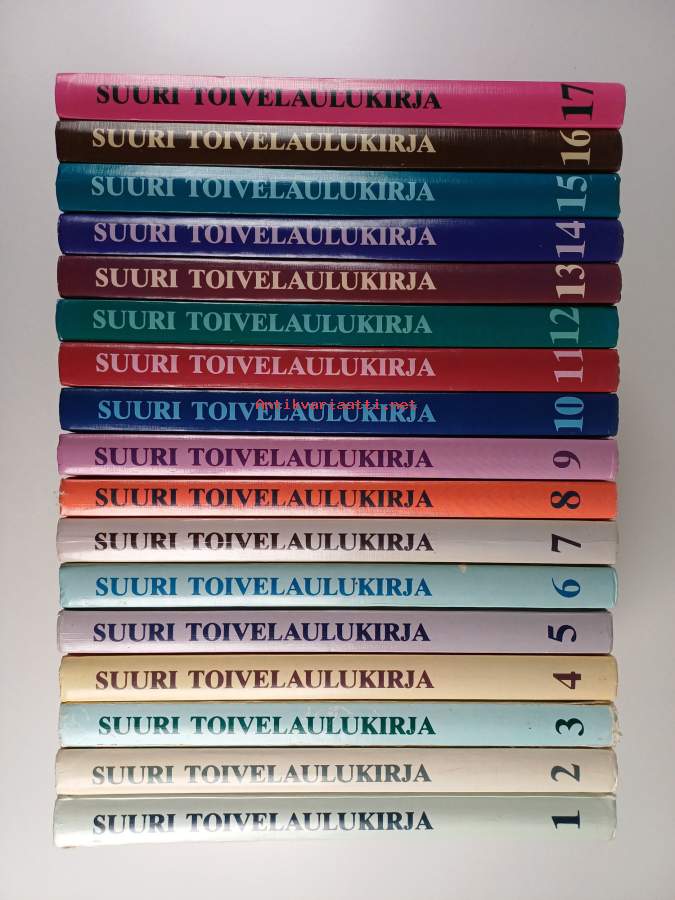 SUURI TOIVELAULUKIRJA 17
SUURI TOIVELAULUKIRJA 16
SUURI TOIVELAULUKIRJA 15
SUURI TOIVELAULUKIRJA 14
SUURI TOIVELAULUKIRJA 13
SUURI TOIVELAULUKIRJA 12
SUURI TOIVELAULUKIRJA 11
SUURI TOIVELAULUKIRJA 10
Antikvariaatti.net
SUURI TOIVELAULUKIRJA 9
SUURI TOIVELAULUKIRJA 8
SUURI TOIVELAULUKIRJA 7
SUURI TOIVELAULUKIRJA 6
SUURI TOIVELAULUKIRJA 5
SUURI TOIVELAULUKIRJA 4
SUURI TOIVELAULUKIRJA 3
SUURI TOIVELAULUKIRJA 2
SUURI TOIVELAULUKIRJA 1